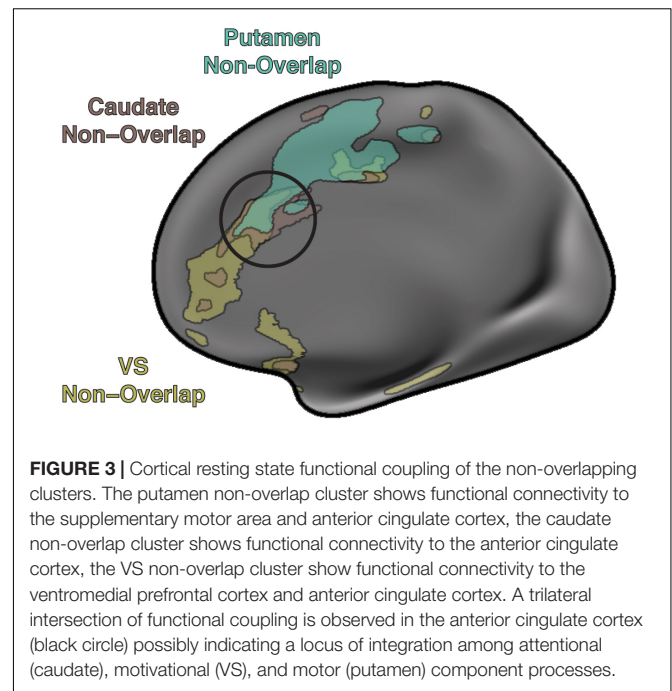 Putamen
Non-Overlap
Caudate
Non–Overlap
VS
Non–Overlap
FIGURE 3 | Cortical resting state functional coupling of the non-overlapping
clusters. The putamen non-overlap cluster shows functional connectivity to
the supplementary motor area and anterior cingulate cortex, the caudate
non-overlap cluster shows functional connectivity to the anterior cingulate
cortex, the VS non-overlap cluster show functional connectivity to the
ventromedial prefrontal cortex and anterior cingulate cortex. A trilateral
intersection of functional coupling is observed in the anterior cingulate cortex
(black circle) possibly indicating a locus of integration among attentional
(caudate), motivational (VS), and motor (putamen) component processes.